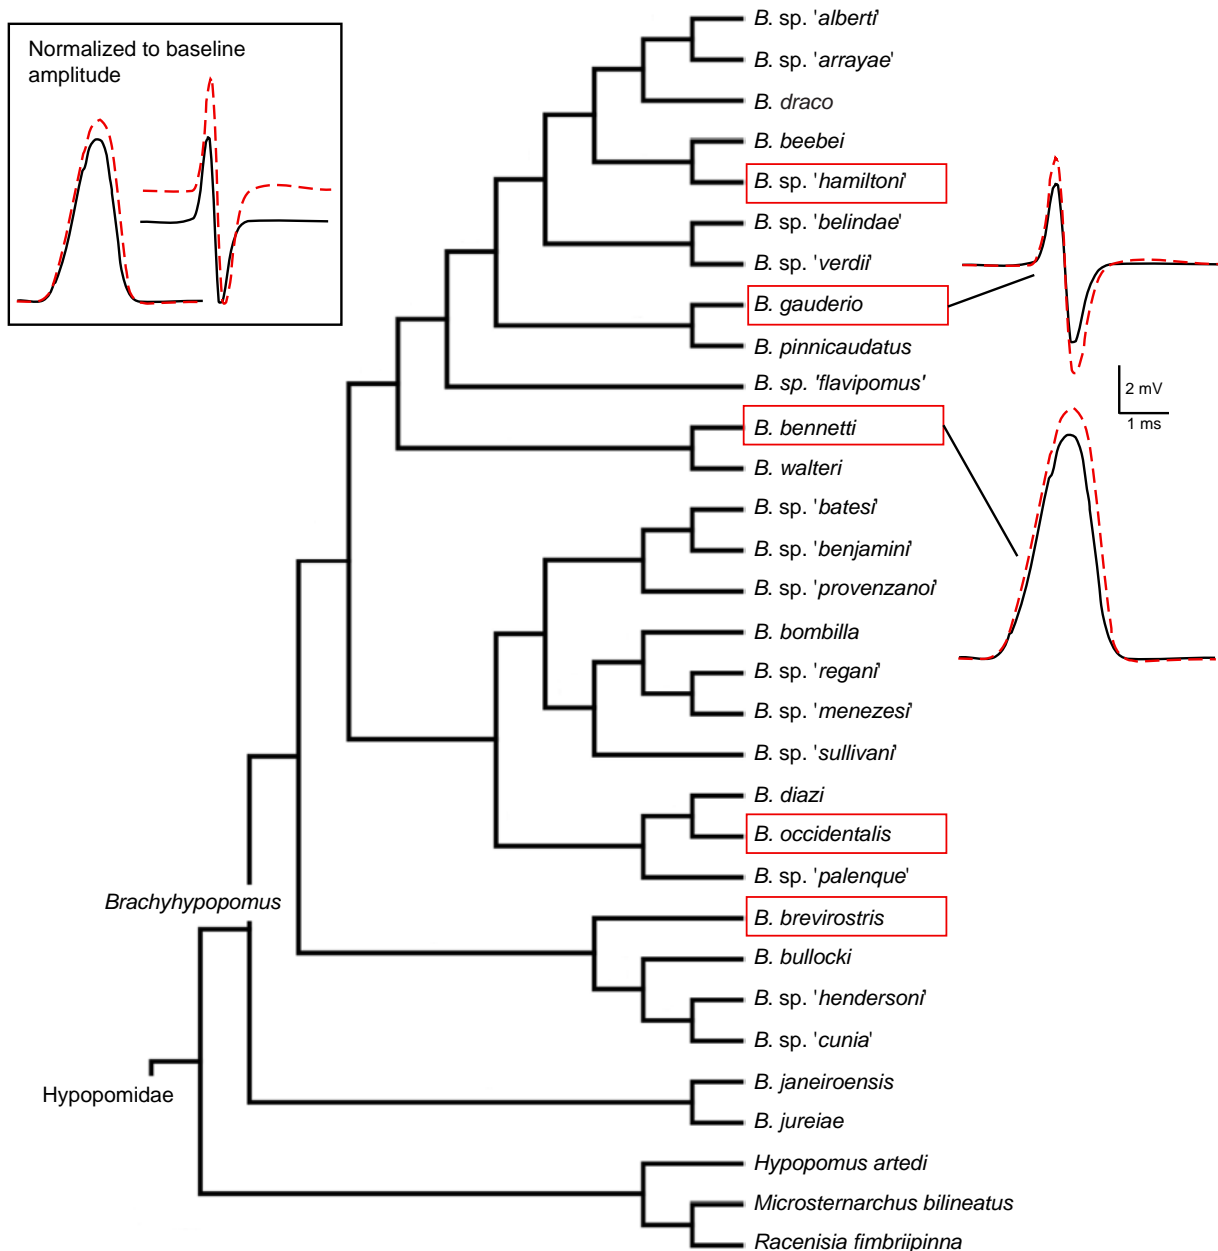 Normalized to baseline
amplitude
B. sp. 'alberti'
B. sp. 'arrayae'
B. draco
B. beebei
B. sp. 'hamiltoni'
B. sp. 'belindae'
B. sp. 'verdii'
B. gauderio
B. pinnicaudatus
B. sp. 'flavipomus'
B. bennetti
B. walteri
B. sp. 'batesi'
B. sp. 'benjamini'
B. sp. 'provenzanoi'
B. bombilla
B. sp. 'regani'
B. sp. 'menezesi'
B. sp. 'sullivani'
B. diazi
B. occidentalis
B. sp. 'palenque'
B. brevirostris
B. bullocki
B. sp. 'hendersoni'
B. sp. 'cunia'
B. janeiroensis
B. jureiae
Hypopomus artedi
Microsternarchus bilineatus
Racenisia fimbriipinna
Brachyhypopomus
Hypopomidae
2 mV
1 ms